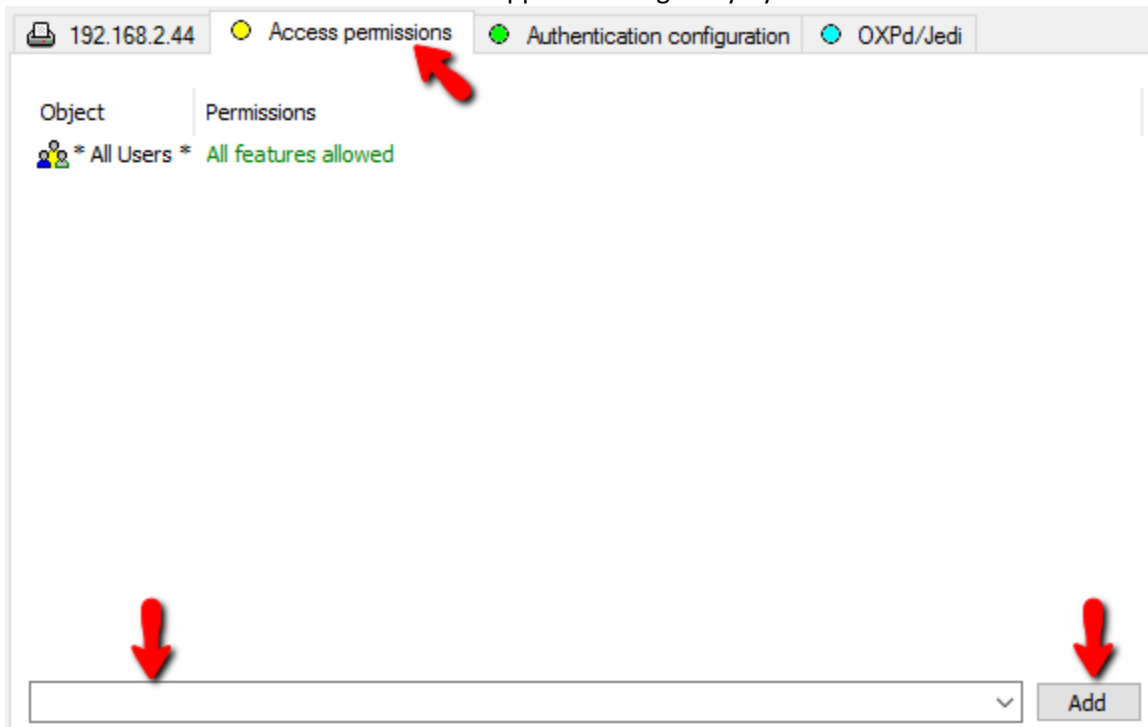 192.168.2.44 Access permissions Authentication configuration OXPd/Jedi
Object Permissions
* All Users * All features allowed
Add